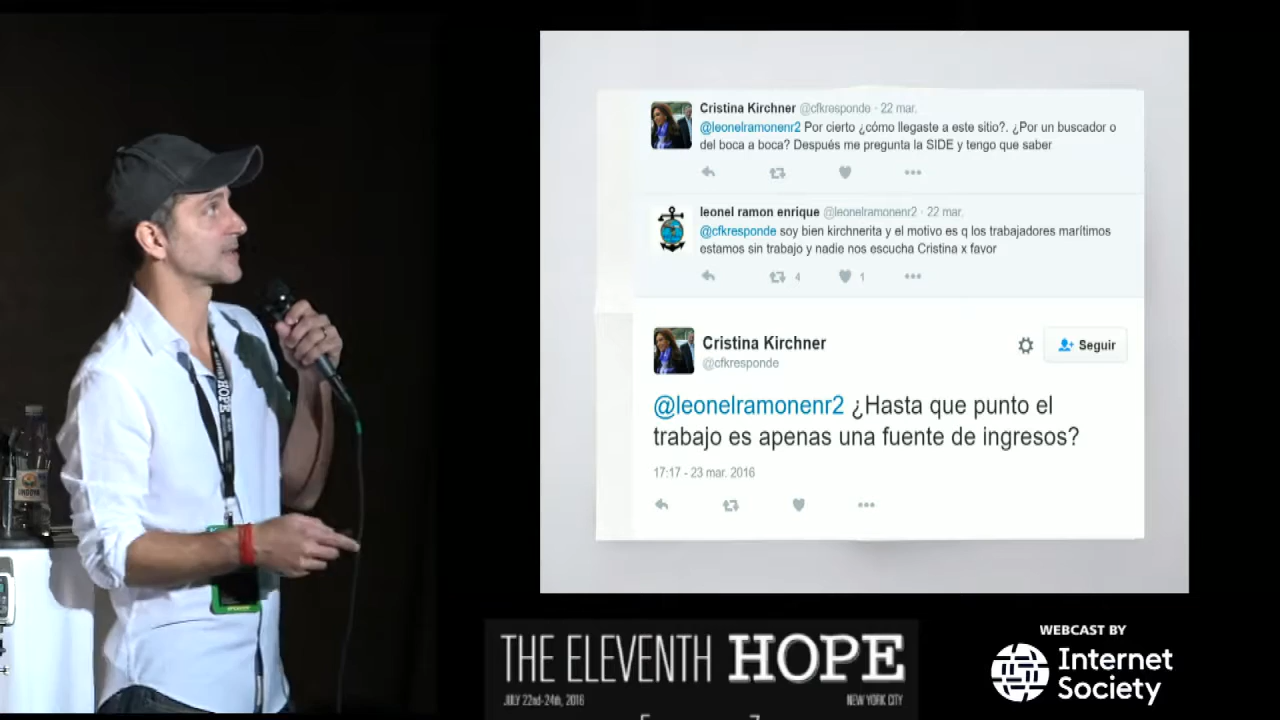 Cristina Kirchner @cfkresponde · 22 mar.
@leonelramonenr2 Por cierto ¿cómo llegaste a este sitio?. ¿Por un buscador o
del boca a boca? Después me pregunta la SIDE y tengo que saber
leonel ramon enrique @leonelramonenr2 · 22 mar.
@cfkresponde soy bien kirchnerita y el motivo es q los trabajadores marítimos
estamos sin trabajo y nadie nos escucha Cristina x favor
4 1
Cristina Kirchner
@cfkresponde
Seguir
@leonelramonenr2 ¿Hasta que punto el
trabajo es apenas una fuente de ingresos?
17:17 - 23 mar. 2016
HOPE
THE ELEVENTH HOPE
JULY 22nd-24th, 2016 NEW YORK CITY
WEBCAST BY
Internet
Society